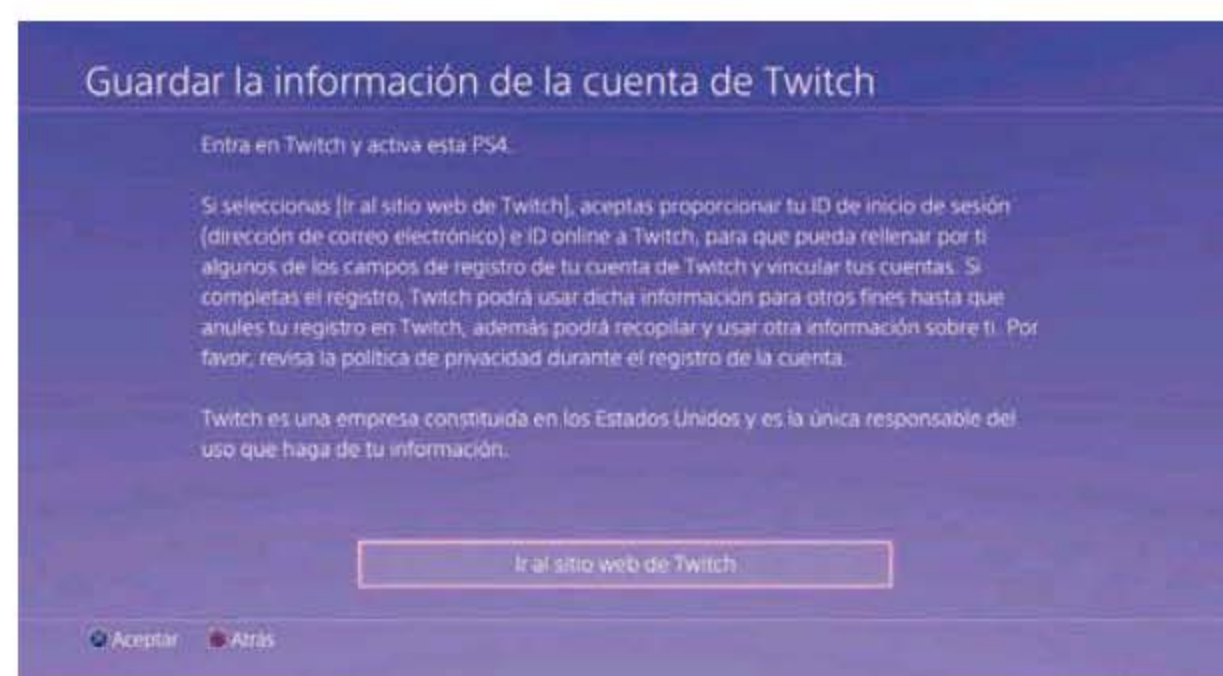 Guardar la información de la cuenta de Twitch
Entra en Twitch y activa esta PS4.
Si seleccionas [Ir al sitio web de Twitch], aceptas proporcionar tu ID de inicio de sesión
(dirección de correo electrónico) e ID online a Twitch, para que pueda rellenar por ti
algunos de los campos de registro de tu cuenta de Twitch y vincular tus cuentas. Si
completas el registro, Twitch podrá usar dicha información para otros fines hasta que
anules tu registro en Twitch, además podrá recopilar y usar otra información sobre ti. Por
favor, revisa la política de privacidad durante el registro de la cuenta.
Twitch es una empresa constituida en los Estados Unidos y es la única responsable del
uso que haga de tu información.
Ir al sitio web de Twitch
Aceptar Atrás